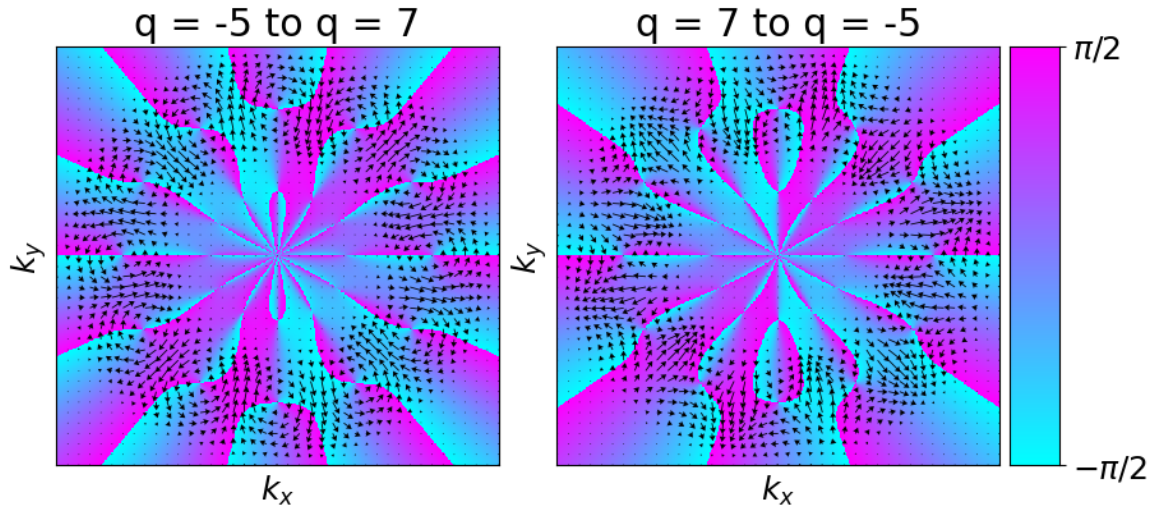 q = -5 to q = 7
q = 7 to q = -5
π/2
k_y
k_y
−π/2
k_x
k_x